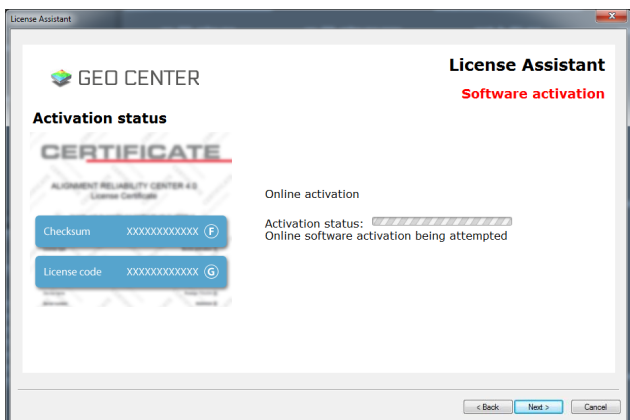 License Assistant
GEO CENTER
License Assistant
Software activation
Activation status
CERTIFICATE
ALIGNMENT RELIABILITY CENTER 4.0
License Certificate
Checksum XXXXXXXXXXXX F
License code XXXXXXXXXXXX G
Online activation
Activation status:
Online software activation being attempted
< Back
Next >
Cancel